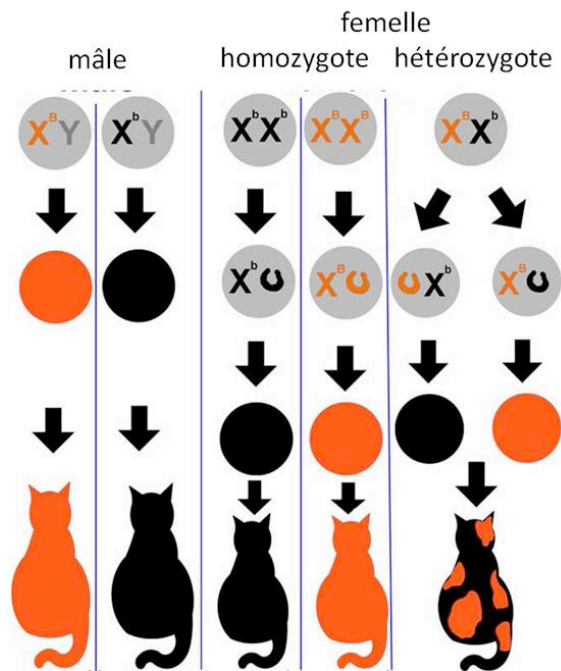 femelle
mâle homozygote hétérozygote
XᴮY XᵇY XᵇXᵇ XᴮXᴮ XᴮXᵇ
Xᵇ Xᴮ Xᵇ Xᴮ